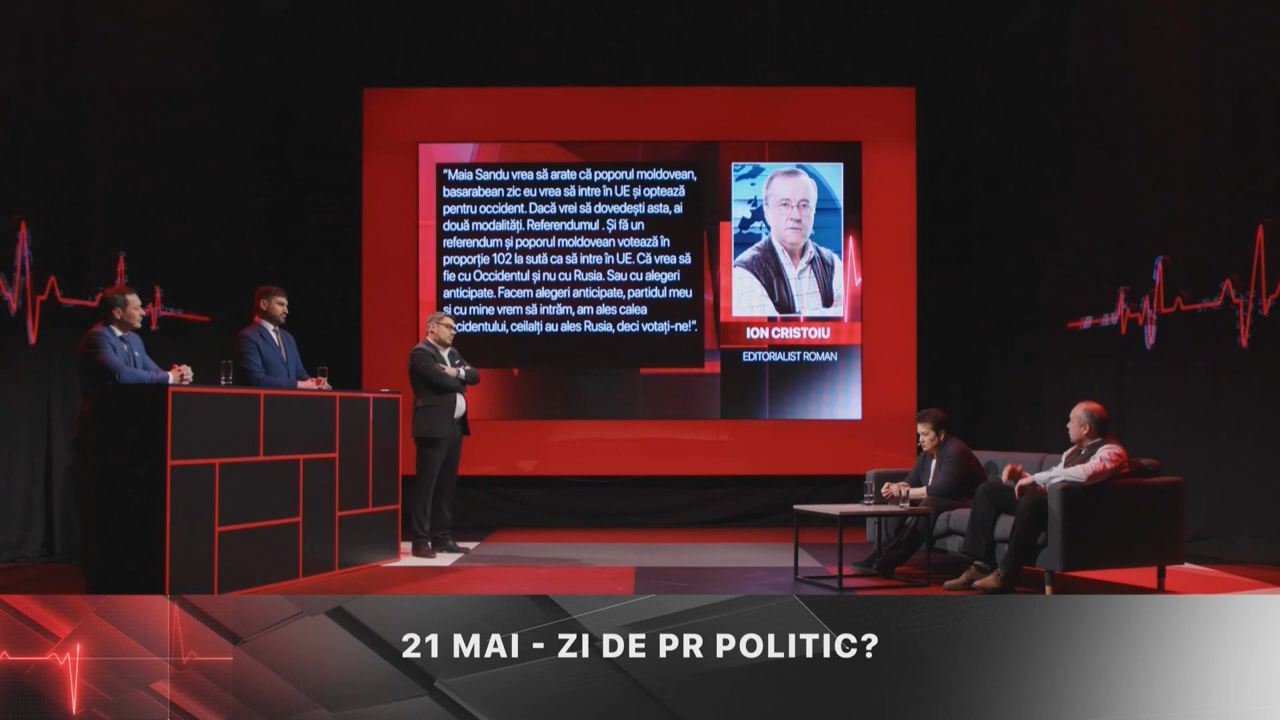 "Maia Sandu vrea să arate că poporul moldovean,
basarabean zic eu vrea să intre în UE și optează
pentru occident. Dacă vrei să dovedești asta, ai
două modalități. Referendumul . Și fă un
referendum și poporul moldovean votează în
proporție 102 la sută ca să intre în UE. Că vrea să
fie cu Occidentul și nu cu Rusia. Sau cu alegeri
anticipate. Facem alegeri anticipate, partidul meu
și cu mine vrem să intrăm, am ales calea
ccidentului, ceilalți au ales Rusia, deci votați-ne!".
ION CRISTOIU
EDITORIALIST ROMAN
21 MAI - ZI DE PR POLITIC?